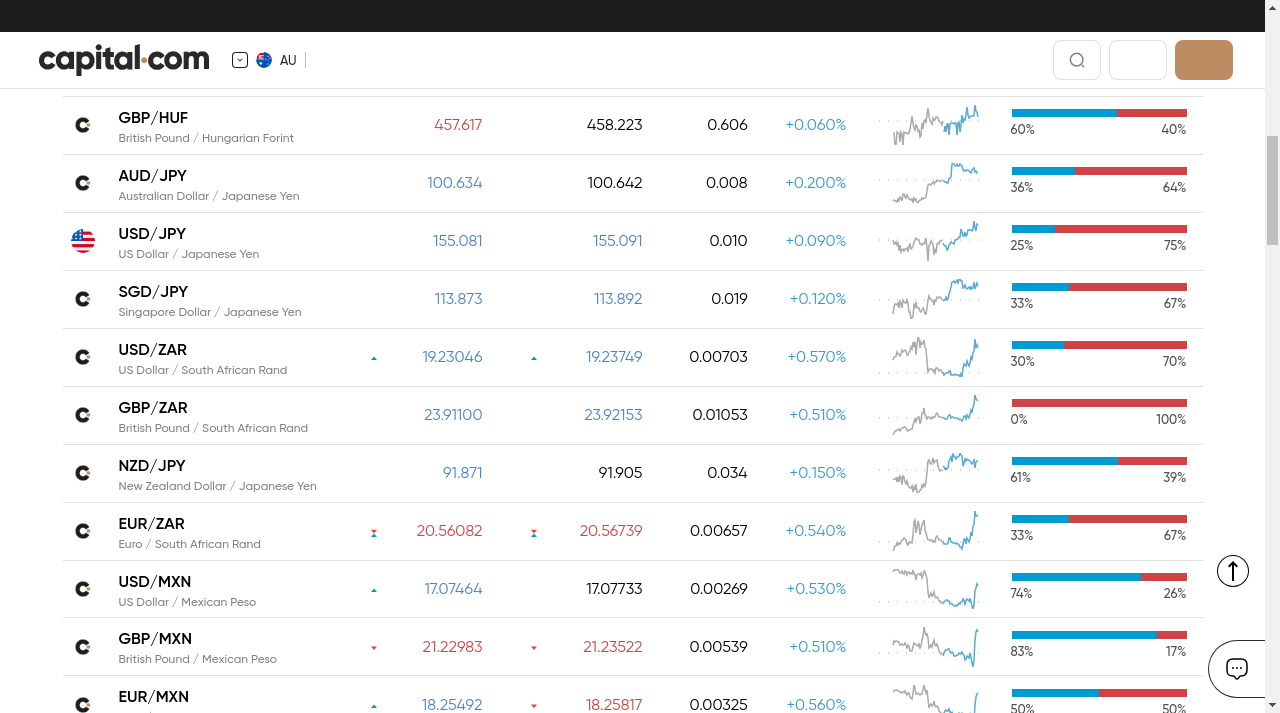 capital.com
AU
GBP/HUF 457.617 458.223 0.606 +0.060%
British Pound / Hungarian Forint 60% 40%
AUD/JPY 100.634 100.642 0.008 +0.200%
Australian Dollar / Japanese Yen 36% 64%
USD/JPY 155.081 155.091 0.010 +0.090%
US Dollar / Japanese Yen 25% 75%
SGD/JPY 113.873 113.892 0.019 +0.120%
Singapore Dollar / Japanese Yen 33% 67%
USD/ZAR 19.23046 19.23749 0.00703 +0.570%
US Dollar / South African Rand 30% 70%
GBP/ZAR 23.91100 23.92153 0.01053 +0.510%
British Pound / South African Rand 0% 100%
NZD/JPY 91.871 91.905 0.034 +0.150%
New Zealand Dollar / Japanese Yen 61% 39%
EUR/ZAR 20.56082 20.56739 0.00657 +0.540%
Euro / South African Rand 33% 67%
USD/MXN 17.07464 17.07733 0.00269 +0.530%
US Dollar / Mexican Peso 74% 26%
GBP/MXN 21.22983 21.23522 0.00539 +0.510%
British Pound / Mexican Peso 83% 17%
EUR/MXN 18.25492 18.25817 0.00325 +0.560%
50% 50%